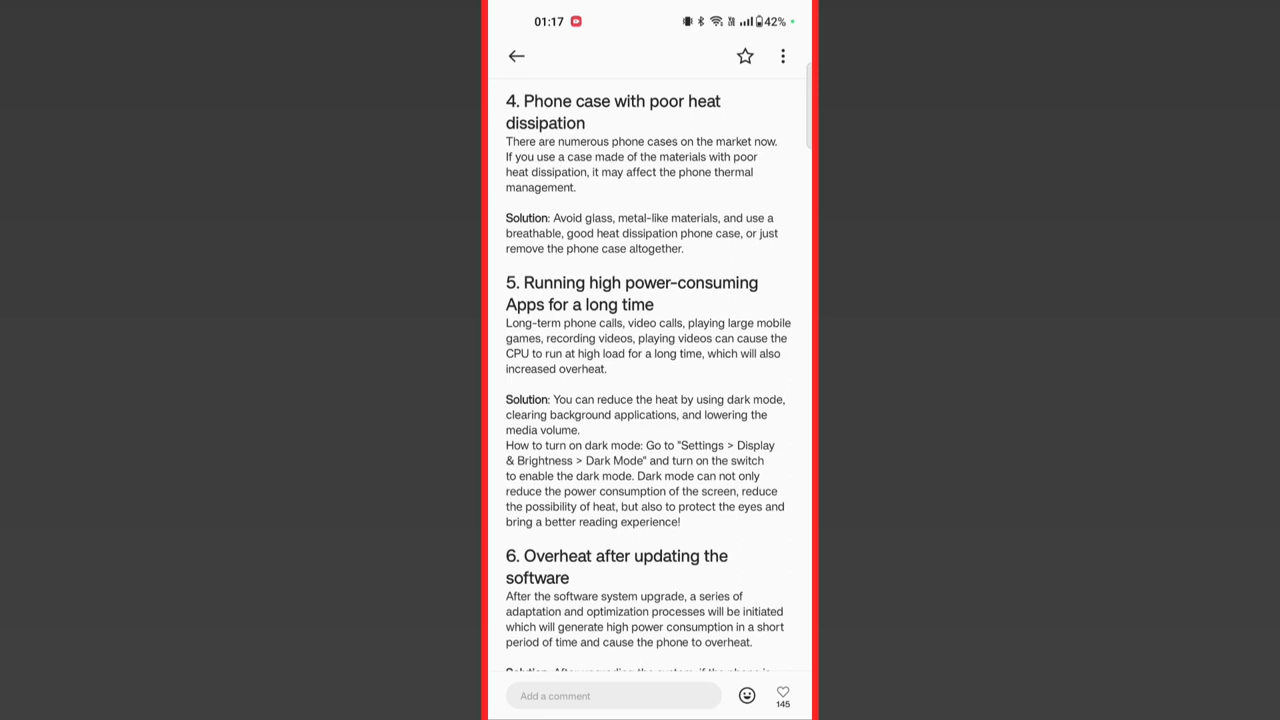 01:17
42%
4. Phone case with poor heat
dissipation
There are numerous phone cases on the market now.
If you use a case made of the materials with poor
heat dissipation, it may affect the phone thermal
management.
Solution: Avoid glass, metal-like materials, and use a
breathable, good heat dissipation phone case, or just
remove the phone case altogether.
5. Running high power-consuming
Apps for a long time
Long-term phone calls, video calls, playing large mobile
games, recording videos, playing videos can cause the
CPU to run at high load for a long time, which will also
increased overheat.
Solution: You can reduce the heat by using dark mode,
clearing background applications, and lowering the
media volume.
How to turn on dark mode: Go to "Settings > Display
& Brightness > Dark Mode" and turn on the switch
to enable the dark mode. Dark mode can not only
reduce the power consumption of the screen, reduce
the possibility of heat, but also to protect the eyes and
bring a better reading experience!
6. Overheat after updating the
software
After the software system upgrade, a series of
adaptation and optimization processes will be initiated
which will generate high power consumption in a short
period of time and cause the phone to overheat.
Add a comment
145